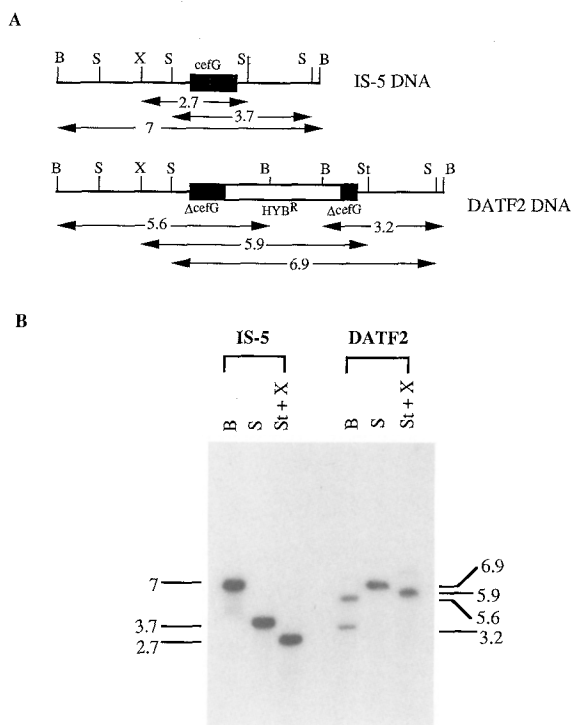 A
B S X S cefG St S B
IS-5 DNA
2.7
3.7
7
B S X S B B St S B
ΔcefG HYBR ΔcefG
DATF2 DNA
5.6 3.2
5.9
6.9
B
IS-5 DATF2
B S St + X B S St + X
7 6.9
5.9
3.7 5.6
2.7 3.2